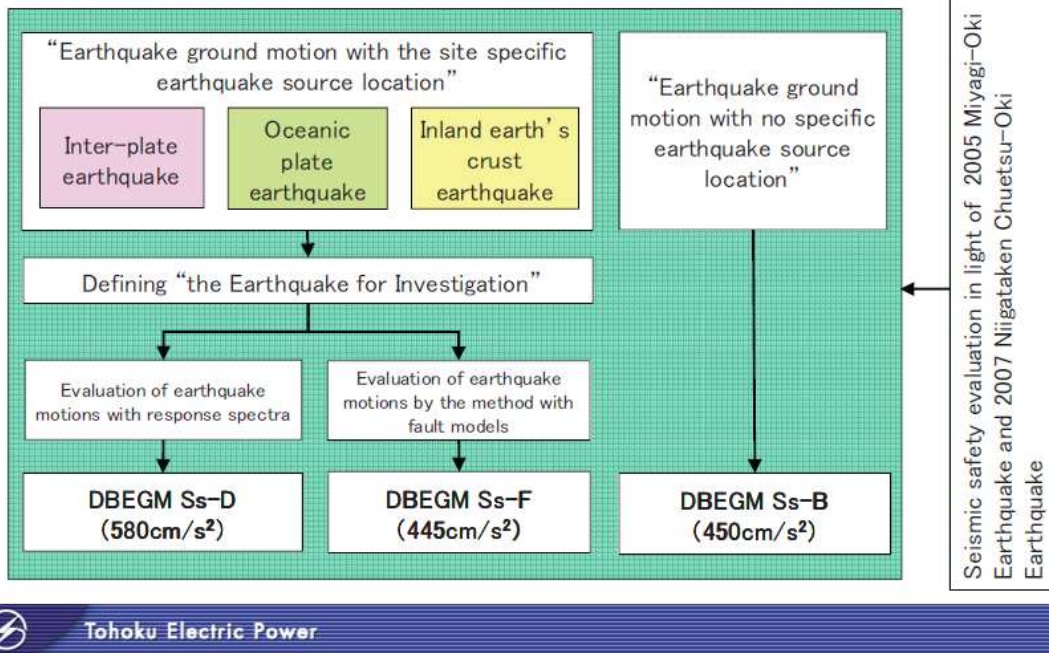 “Earthquake ground motion with the site specific
earthquake source location”
Inter-plate
earthquake
Oceanic
plate
earthquake
Inland earth’s
crust
earthquake
“Earthquake ground
motion with no specific
earthquake source
location”
Defining “the Earthquake for Investigation”
Evaluation of earthquake
motions with response spectra
Evaluation of earthquake
motions by the method with
fault models
DBEGM Ss-D
(580cm/s²)
DBEGM Ss-F
(445cm/s²)
DBEGM Ss-B
(450cm/s²)
Seismic safety evaluation in light of 2005 Miyagi-Oki
Earthquake and 2007 Niigataken Chuetsu-Oki
Earthquake
Tohoku Electric Power